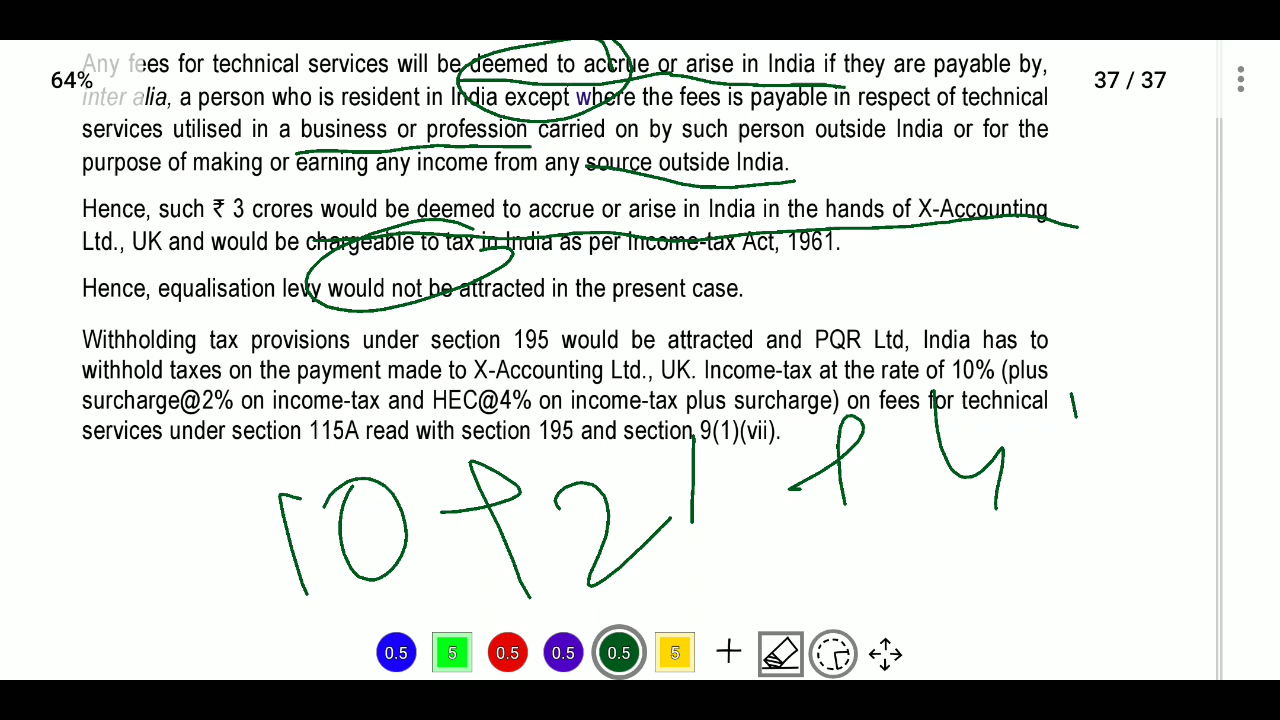 Any fees for technical services will be deemed to accrue or arise in India if they are payable by,
64%
37 / 37
inter alia, a person who is resident in India except where the fees is payable in respect of technical
services utilised in a business or profession carried on by such person outside India or for the
purpose of making or earning any income from any source outside India.
Hence, such ₹ 3 crores would be deemed to accrue or arise in India in the hands of X-Accounting
Ltd., UK and would be chargeable to tax in India as per Income-tax Act, 1961.
Hence, equalisation levy would not be attracted in the present case.
Withholding tax provisions under section 195 would be attracted and PQR Ltd, India has to
withhold taxes on the payment made to X-Accounting Ltd., UK. Income-tax at the rate of 10% (plus
surcharge@2% on income-tax and HEC@4% on income-tax plus surcharge) on fees for technical
services under section 115A read with section 195 and section 9(1)(vii).
10 + 2 + 4
0.5 5 0.5 0.5 0.5 5